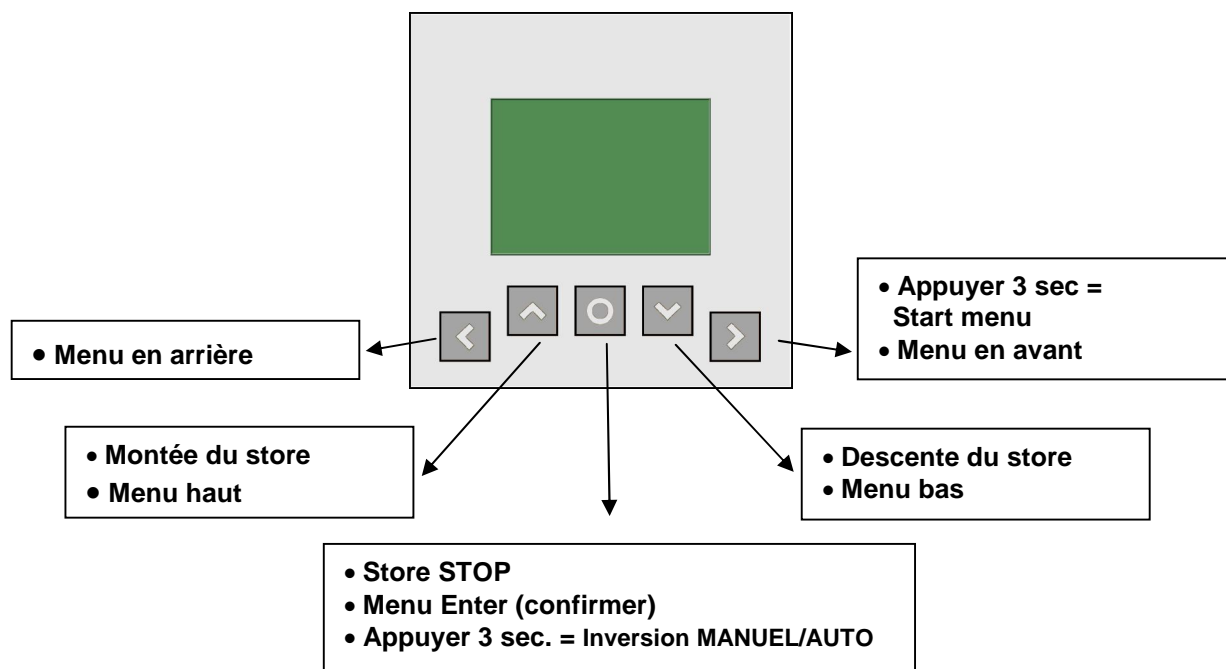 • Appuyer 3 sec =
Start menu
• Menu en avant
• Menu en arrière
• Montée du store
• Menu haut
• Descente du store
• Menu bas
• Store STOP
• Menu Enter (confirmer)
• Appuyer 3 sec. = Inversion MANUEL/AUTO